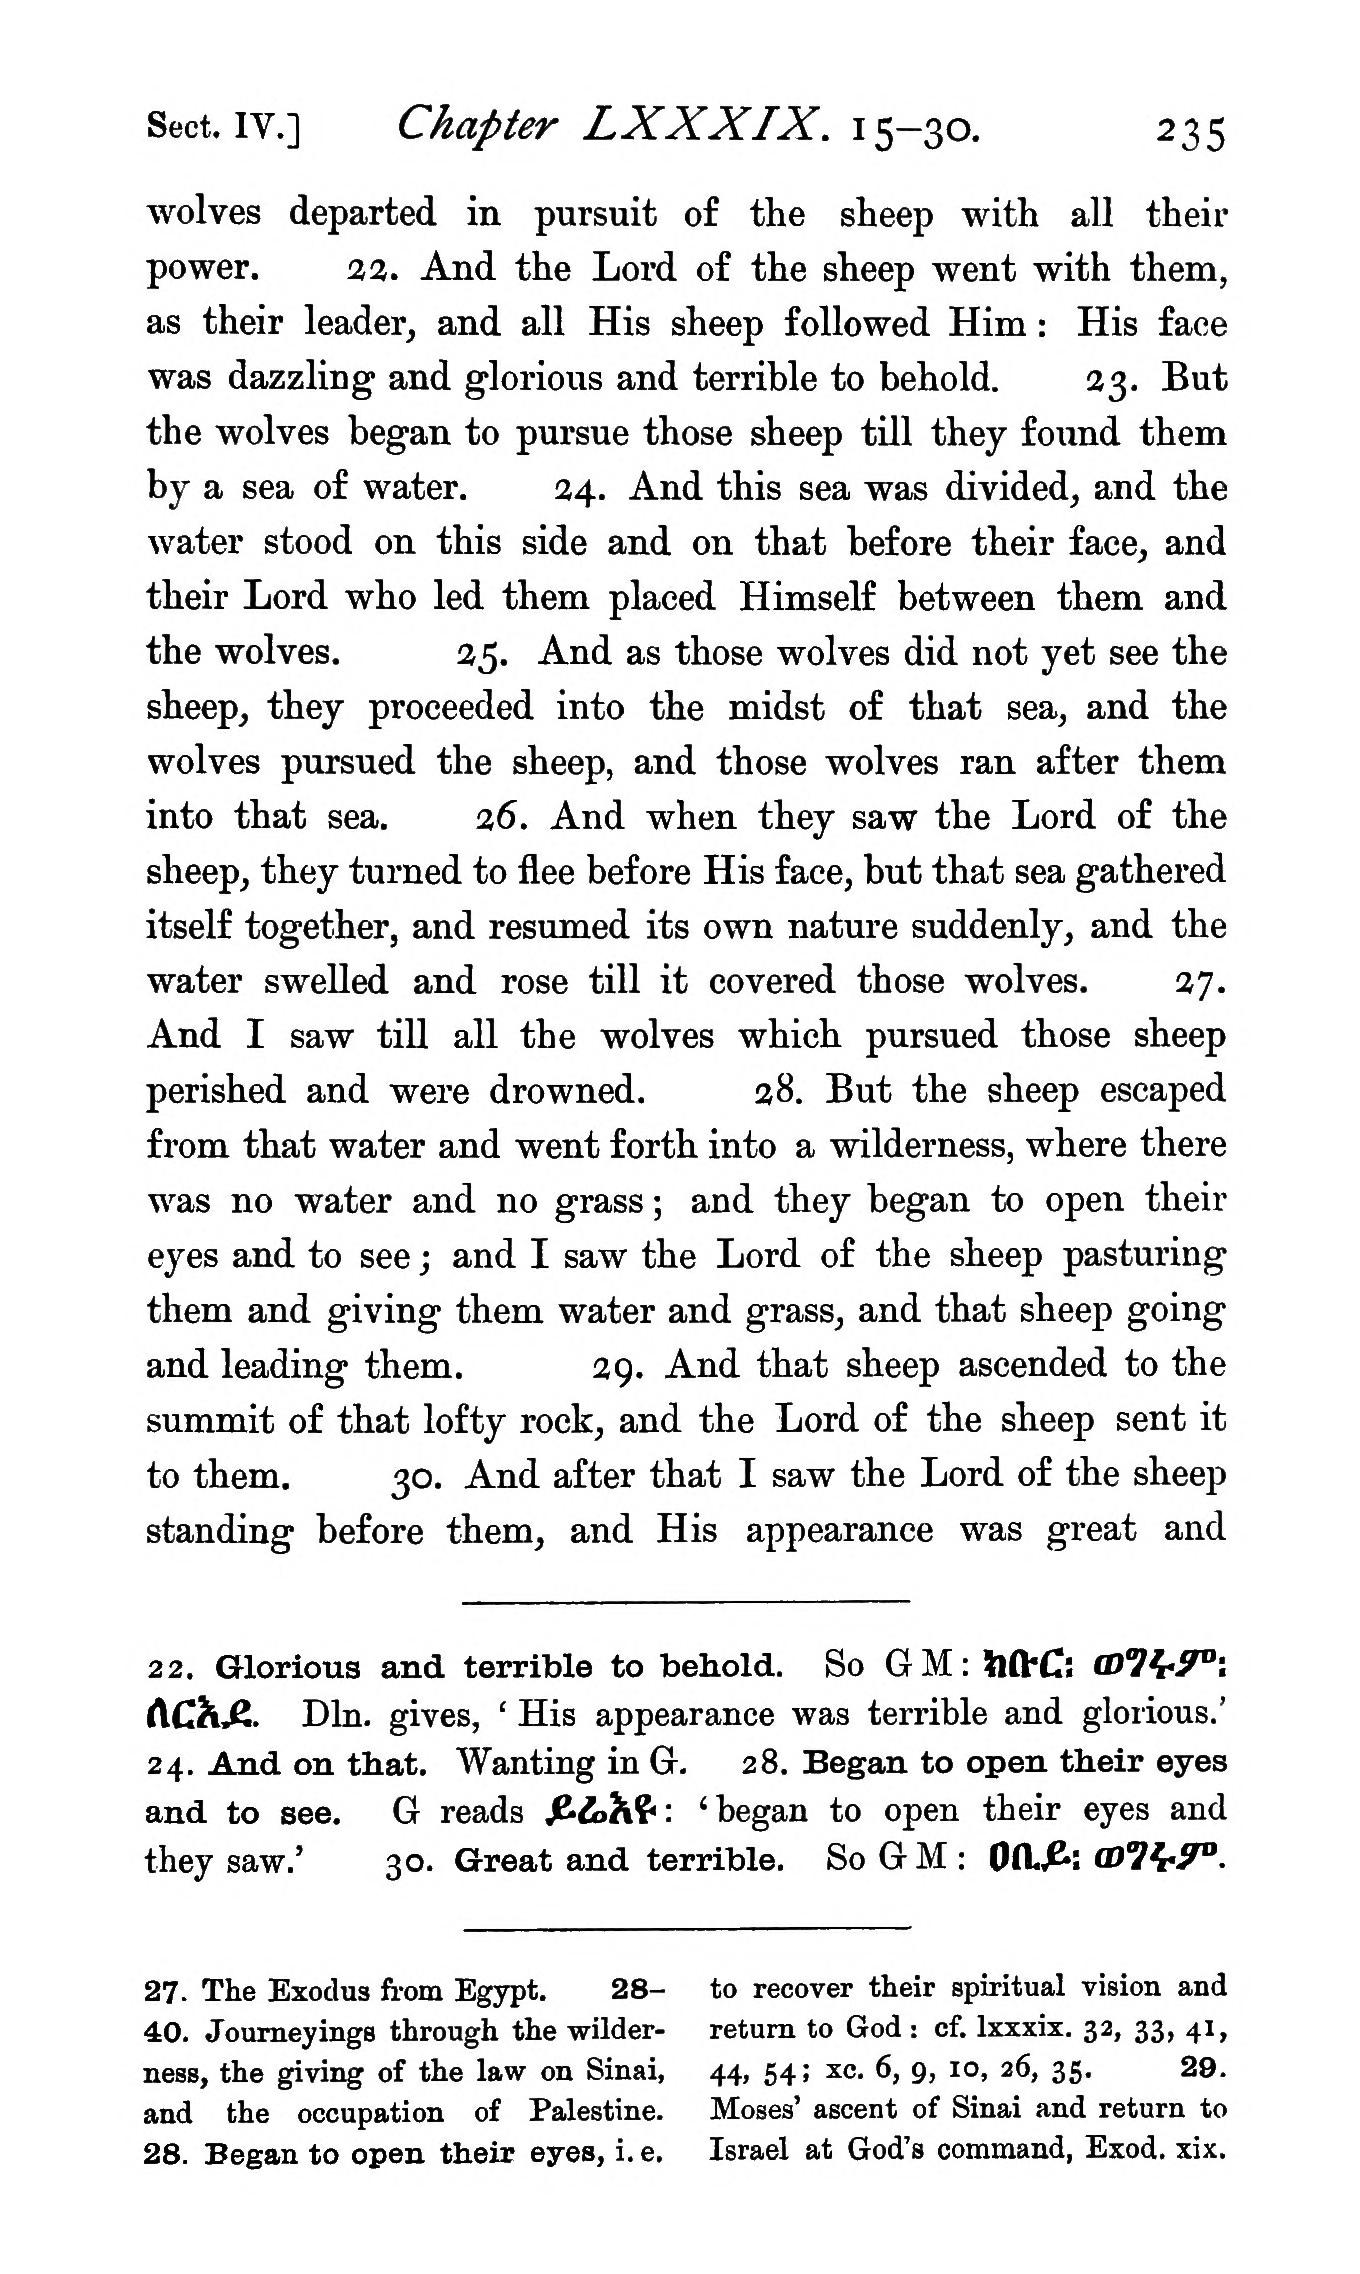 Sect. IV.] Chapter LXXXIX. 15–30. 235
wolves departed in pursuit of the sheep with all their
power. 22. And the Lord of the sheep went with them,
as their leader, and all His sheep followed Him : His face
was dazzling and glorious and terrible to behold. 23. But
the wolves began to pursue those sheep till they found them
by a sea of water. 24. And this sea was divided, and the
water stood on this side and on that before their face, and
their Lord who led them placed Himself between them and
the wolves. 25. And as those wolves did not yet see the
sheep, they proceeded into the midst of that sea, and the
wolves pursued the sheep, and those wolves ran after them
into that sea. 26. And when they saw the Lord of the
sheep, they turned to flee before His face, but that sea gathered
itself together, and resumed its own nature suddenly, and the
water swelled and rose till it covered those wolves. 27.
And I saw till all the wolves which pursued those sheep
perished and were drowned. 28. But the sheep escaped
from that water and went forth into a wilderness, where there
was no water and no grass ; and they began to open their
eyes and to see ; and I saw the Lord of the sheep pasturing
them and giving them water and grass, and that sheep going
and leading them. 29. And that sheep ascended to the
summit of that lofty rock, and the Lord of the sheep sent it
to them. 30. And after that I saw the Lord of the sheep
standing before them, and His appearance was great and
22. Glorious and terrible to behold. So G M : ክቡር፡ ወግሩም፡
ለርእይ. Dln. gives, ‘ His appearance was terrible and glorious.’
24. And on that. Wanting in G. 28. Began to open their eyes
and to see. G reads ይሬእዩ : ‘ began to open their eyes and
they saw.’ 30. Great and terrible. So G M : ዐቢይ፡ ወግሩም.
27. The Exodus from Egypt. 28–
40. Journeyings through the wilder-
ness, the giving of the law on Sinai,
and the occupation of Palestine.
28. Began to open their eyes, i. e.
to recover their spiritual vision and
return to God : cf. lxxxix. 32, 33, 41,
44, 54 ; xc. 6, 9, 10, 26, 35. 29.
Moses’ ascent of Sinai and return to
Israel at God’s command, Exod. xix.